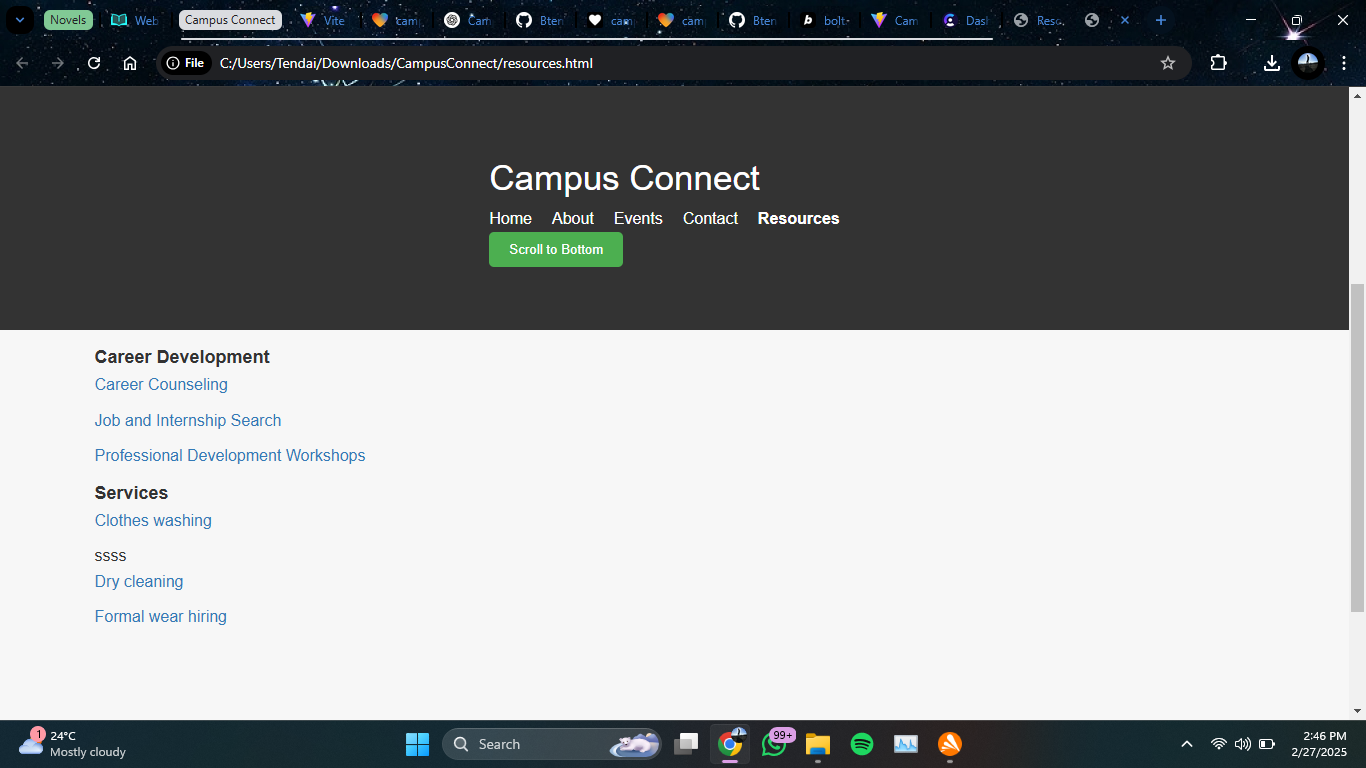 Novels Web Campus Connect Vite camp Cam Bten camp camp Bten bolt- Cam Dash Reso
File C:/Users/Tendai/Downloads/CampusConnect/resources.html
Campus Connect
Home About Events Contact Resources
Scroll to Bottom
Career Development
Career Counseling
Job and Internship Search
Professional Development Workshops
Services
Clothes washing
ssss
Dry cleaning
Formal wear hiring
1 24°C
Mostly cloudy
Search
99+
2:46 PM
2/27/2025